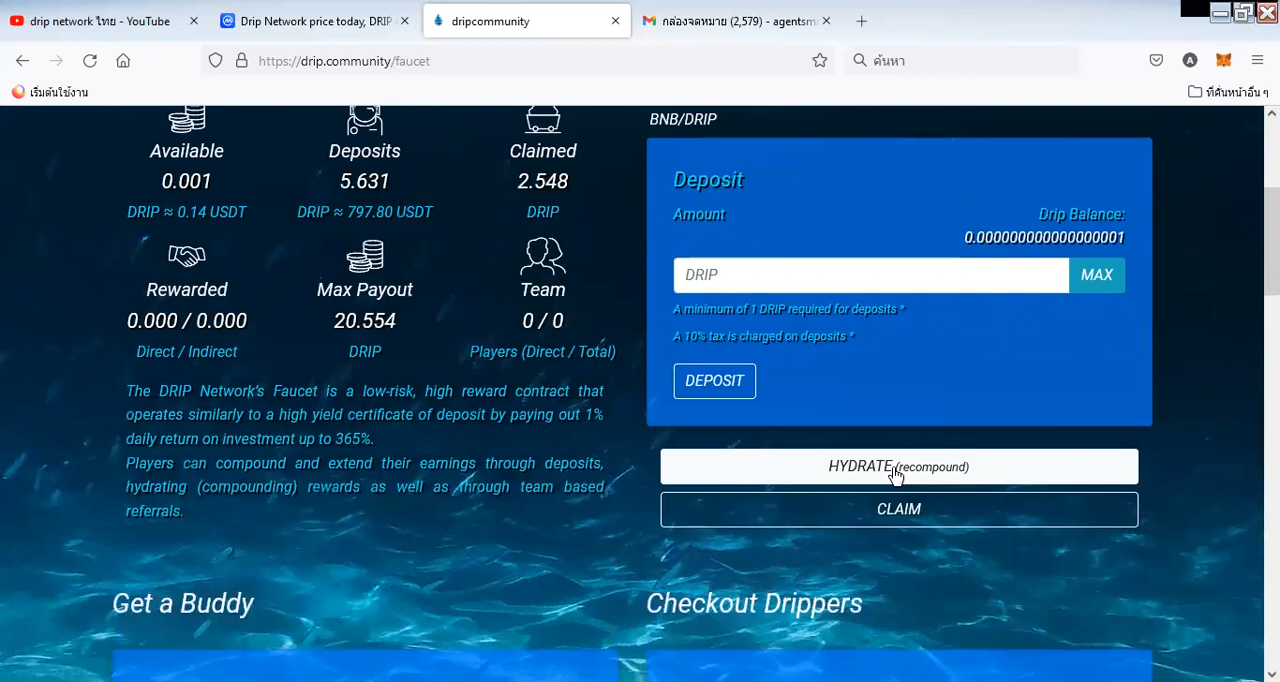 drip network ไทย - YouTube
Drip Network price today, DRIP
dripcommunity
กล่องจดหมาย (2,579) - agentsm
https://drip.community/faucet
ค้นหา
A
เริ่มต้นใช้งาน
ที่คั่นหน้าอื่น ๆ
Available
0.001
DRIP ≈ 0.14 USDT
Deposits
5.631
DRIP ≈ 797.80 USDT
Claimed
2.548
DRIP
Rewarded
0.000 / 0.000
Direct / Indirect
Max Payout
20.554
DRIP
Team
0 / 0
Players (Direct / Total)
The DRIP Network's Faucet is a low-risk, high reward contract that
operates similarly to a high yield certificate of deposit by paying out 1%
daily return on investment up to 365%.
Players can compound and extend their earnings through deposits,
hydrating (compounding) rewards as well as through team based
referrals.
BNB/DRIP
Deposit
Amount
Drip Balance:
0.000000000000000001
DRIP
MAX
A minimum of 1 DRIP required for deposits *
A 10% tax is charged on deposits *
DEPOSIT
HYDRATE (recompound)
CLAIM
Get a Buddy
Checkout Drippers